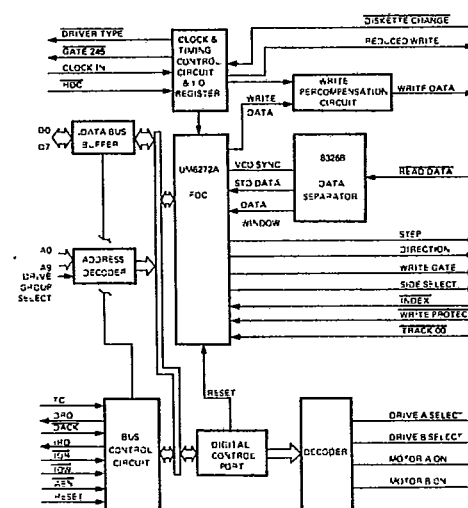 DRIVER TYPE
GATE 245
CLOCK IN
HDC
CLOCK &
TIMING
CONTROL
CIRCUIT
& I O
REGISTER
DISKETTE CHANGE
REDUCED WRITE
WRITE
PERCOMPENSATION
CIRCUIT
WRITE DATA
WRITE
DATA
D0
D7
DATA BUS
BUFFER
UM8272A
FDC
VCO SYNC
STD DATA
DATA
WINDOW
8326B
DATA
SEPARATOR
READ DATA
A0
A9
DRIVE
GROUP
SELECT
ADDRESS
DECODER
STEP
DIRECTION
WRITE GATE
SIDE SELECT
INDEX
WRITE PROTEC
TRACK 00
RESET
TC
DRQ
DACK
IRQ
IOR
IOW
AEN
RESET
BUS
CONTROL
CIRCUIT
DIGITAL
CONTROL
PORT
DECODER
DRIVE A SELECT
DRIVE B SELECT
MOTOR A ON
MOTOR B ON